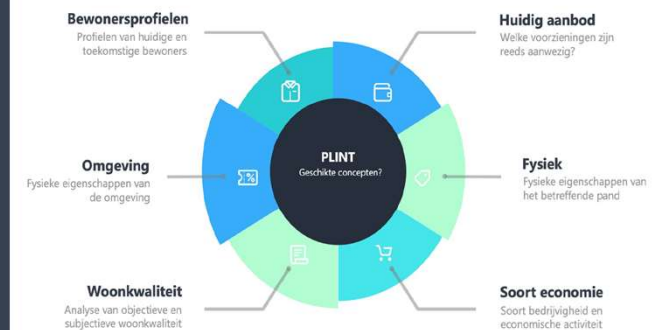 Bewonersprofielen
Profielen van huidige en
toekomstige bewoners
Huidig aanbod
Welke voorzieningen zijn
reeds aanwezig?
Omgeving
Fysieke eigenschappen van
de omgeving
PLINT
Geschikte concepten?
%
Fysiek
Fysieke eigenschappen van
het betreffende pand
Woonkwaliteit
Analyse van objectieve en
subjectieve woonkwaliteit
Soort economie
Soort bedrijvigheid en
economische activiteit